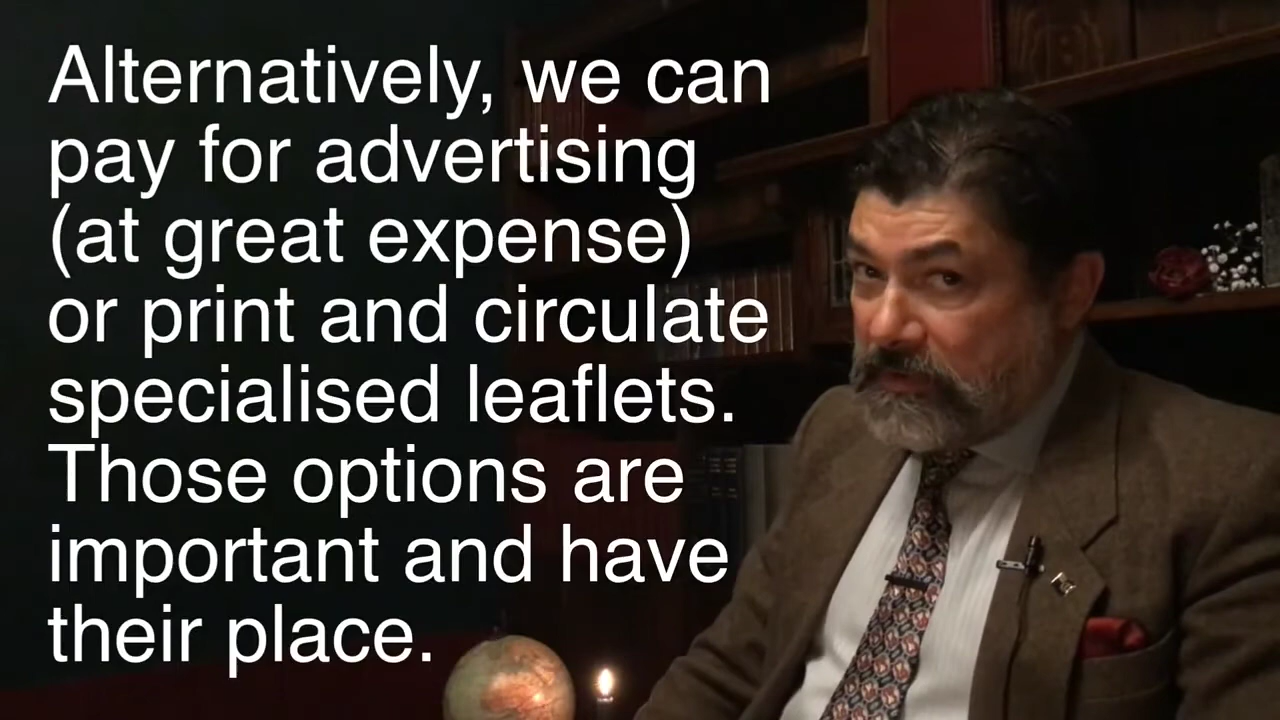 Alternatively, we can
pay for advertising
(at great expense)
or print and circulate
specialised leaflets.
Those options are
important and have
their place.